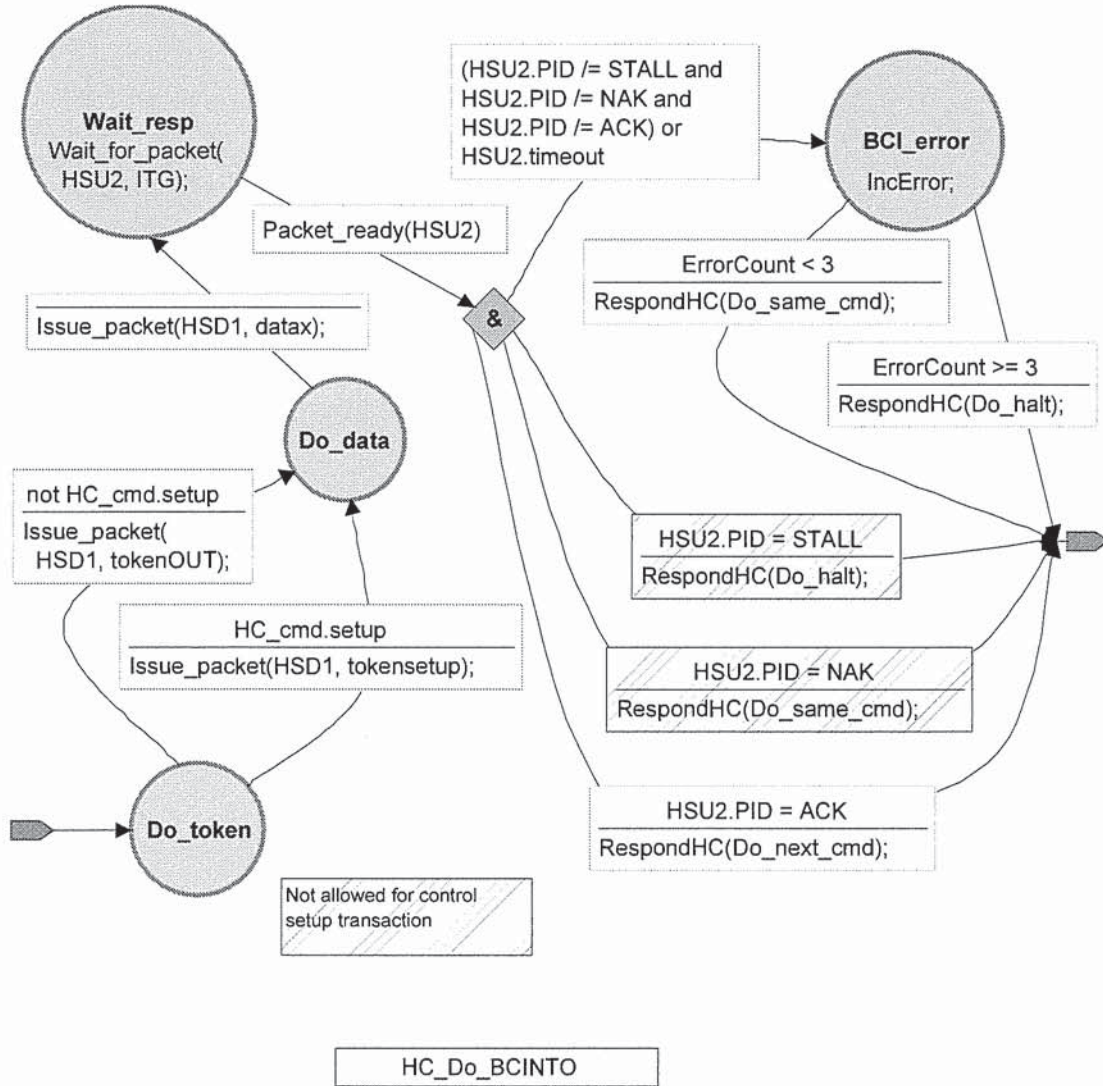 Wait_resp
Wait_for_packet(
HSU2, ITG);
(HSU2.PID /= STALL and
HSU2.PID /= NAK and
HSU2.PID /= ACK) or
HSU2.timeout
BCI_error
IncError;
Packet_ready(HSU2)
&
ErrorCount < 3
RespondHC(Do_same_cmd);
Issue_packet(HSD1, datax);
ErrorCount >= 3
RespondHC(Do_halt);
Do_data
not HC_cmd.setup
Issue_packet(
HSD1, tokenOUT);
HSU2.PID = STALL
RespondHC(Do_halt);
HC_cmd.setup
Issue_packet(HSD1, tokensetup);
HSU2.PID = NAK
RespondHC(Do_same_cmd);
Do_token
HSU2.PID = ACK
RespondHC(Do_next_cmd);
Not allowed for control
setup transaction
HC_Do_BCINTO